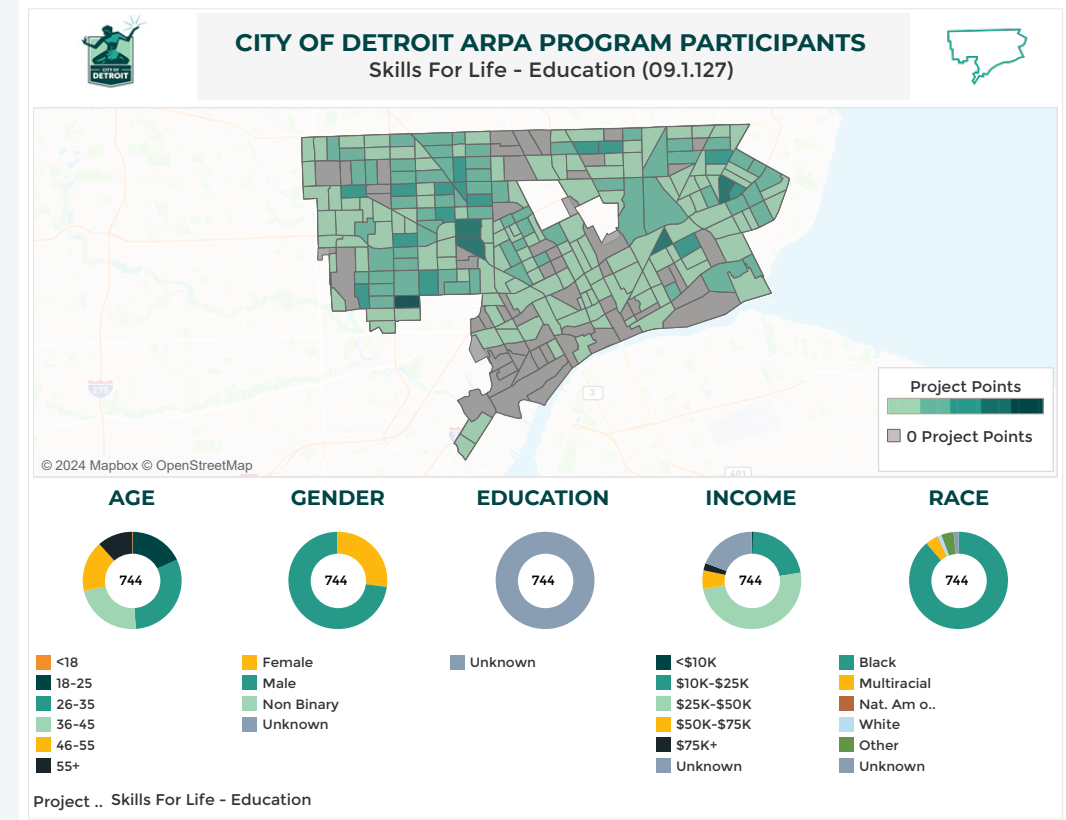 CITY OF DETROIT
CITY OF DETROIT ARPA PROGRAM PARTICIPANTS
Skills For Life - Education (09.1.127)
275
3
401
Project Points
0 Project Points
© 2024 Mapbox © OpenStreetMap
AGE
GENDER
EDUCATION
INCOME
RACE
744
744
744
744
744
<18
18-25
26-35
36-45
46-55
55+
Female
Male
Non Binary
Unknown
Unknown
<$10K
$10K-$25K
$25K-$50K
$50K-$75K
$75K+
Unknown
Black
Multiracial
Nat. Am o..
White
Other
Unknown
Project .. Skills For Life - Education